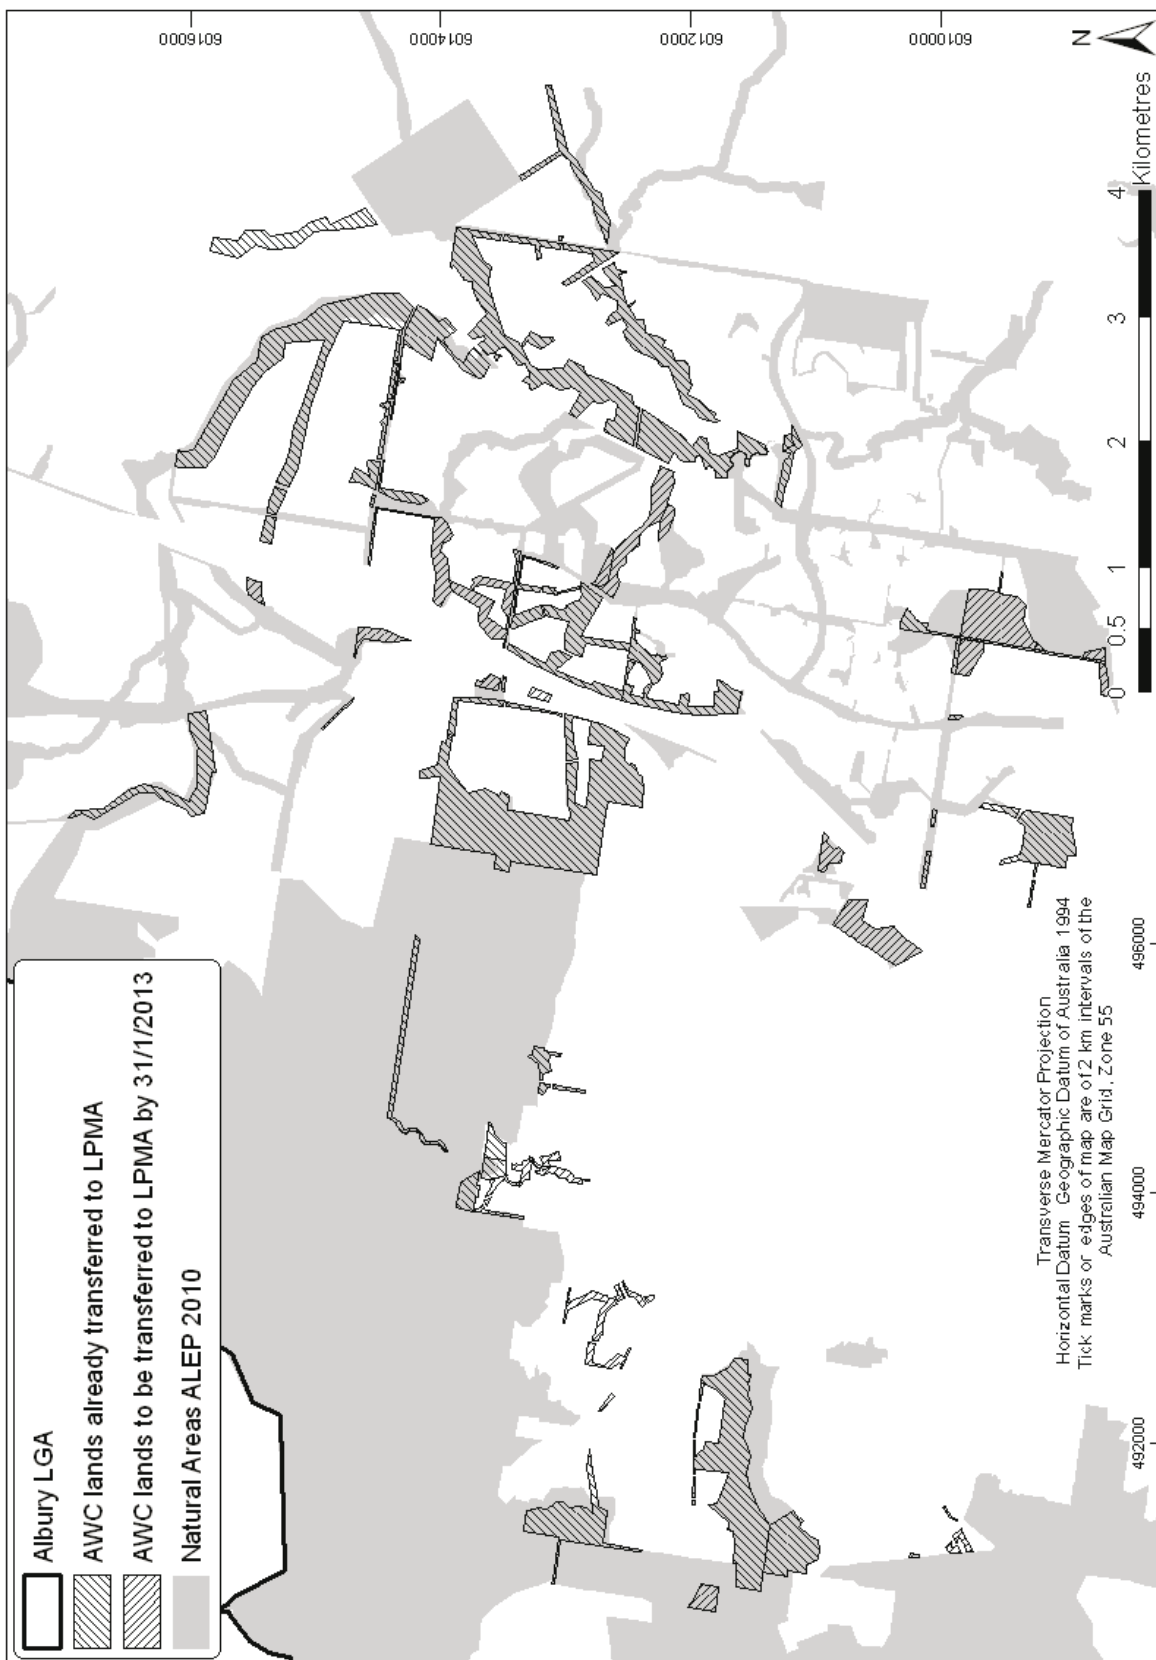 Albury LGA
AWC lands already transferred to LPMA
AWC lands to be transferred to LPMA by 31/1/2013
Natural Areas ALEP 2010
6016000
6014000
6012000
6010000
N
492000
494000
496000
0 0.5 1 2 3 4
Kilometres
Transverse Mercator Projection
Horizontal Datum Geographic Datum of Australia 1994
Tick marks or edges of map are of 2 km intervals of the
Australian Map Grid, Zone 55